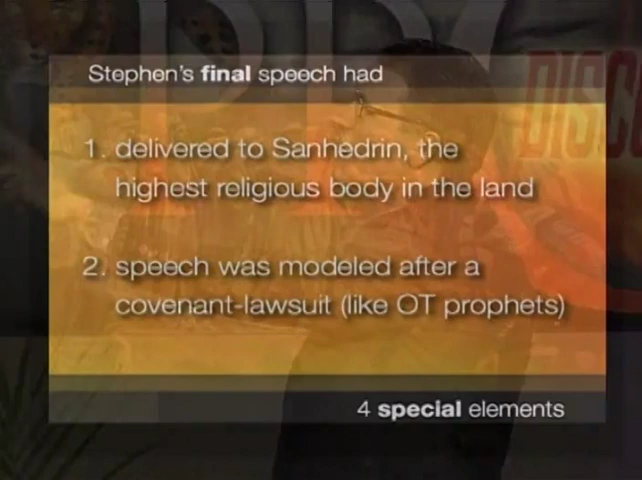 Stephen's final speech had
DISCO
1. delivered to Sanhedrin, the
highest religious body in the land
2. speech was modeled after a
covenant-lawsuit (like OT prophets)
4 special elements